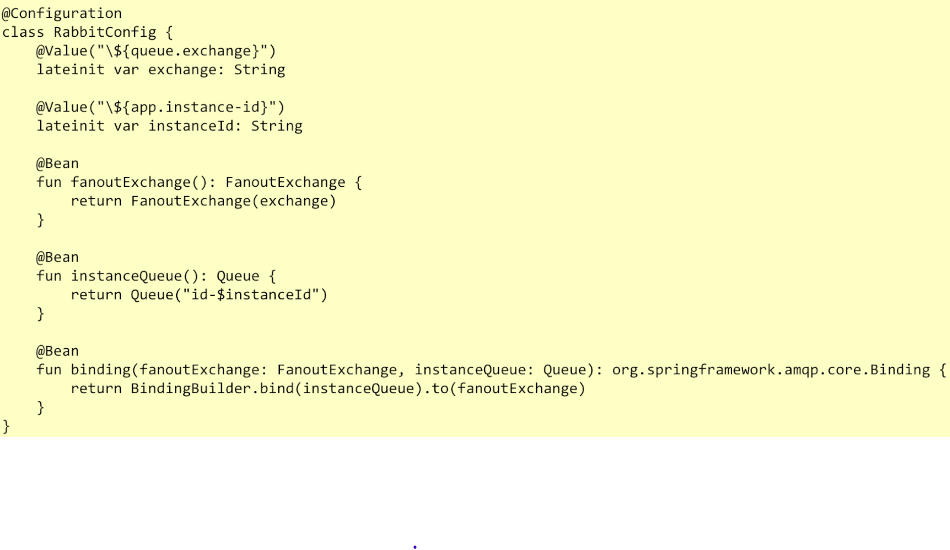 @Configuration
class RabbitConfig {
    @Value("\${queue.exchange}")
    lateinit var exchange: String

    @Value("\${app.instance-id}")
    lateinit var instanceId: String

    @Bean
    fun fanoutExchange(): FanoutExchange {
        return FanoutExchange(exchange)
    }

    @Bean
    fun instanceQueue(): Queue {
        return Queue("id-$instanceId")
    }

    @Bean
    fun binding(fanoutExchange: FanoutExchange, instanceQueue: Queue): org.springframework.amqp.core.Binding {
        return BindingBuilder.bind(instanceQueue).to(fanoutExchange)
    }
}
.